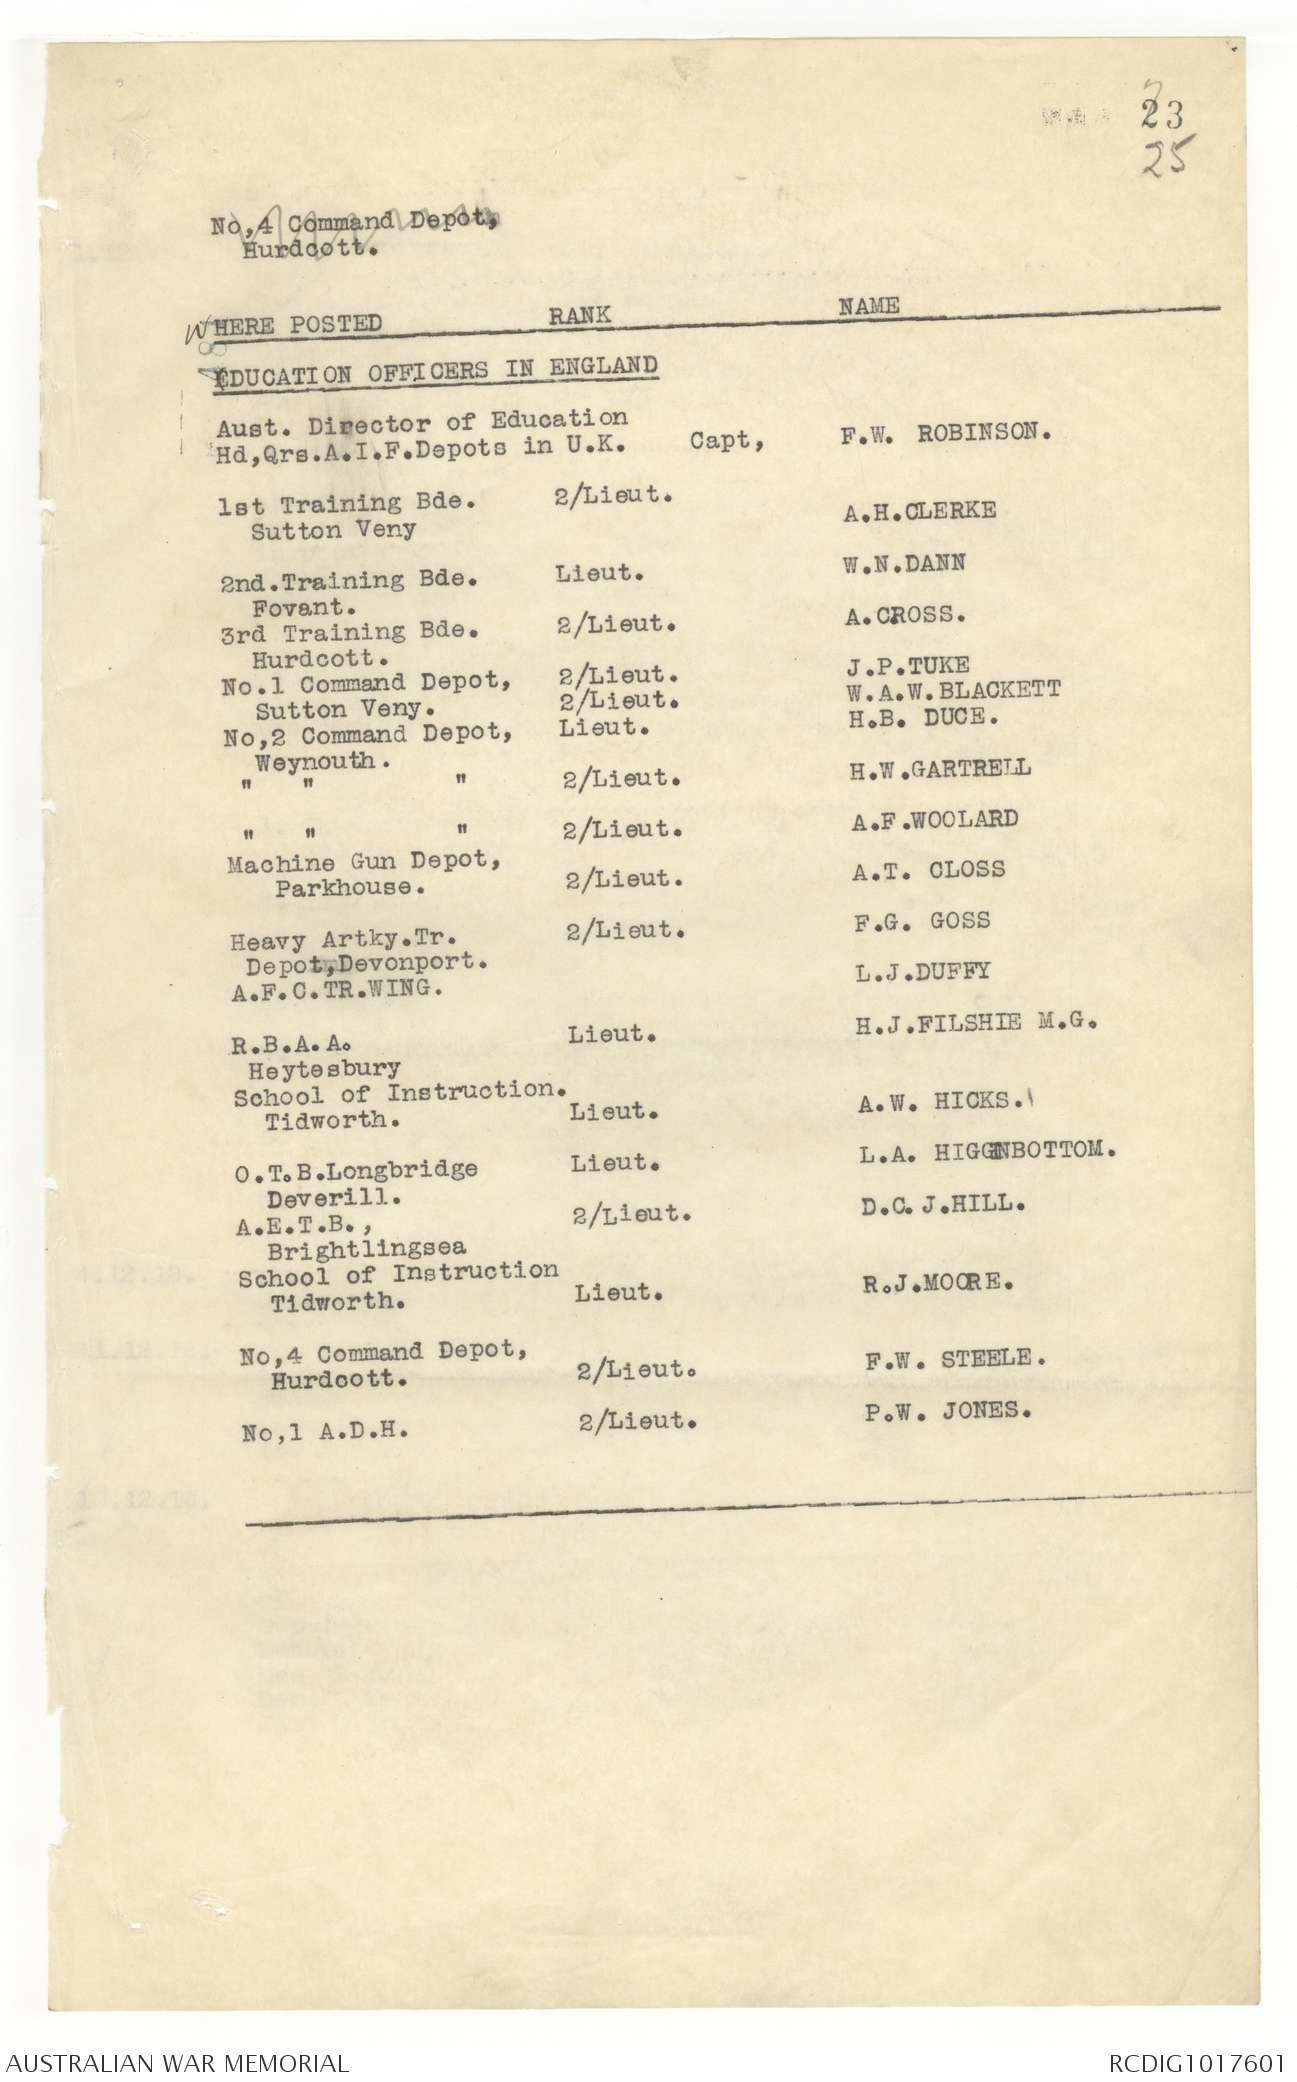 23
25
No,4 Command Depot,
Hurdcott.
WHERE POSTED RANK NAME
EDUCATION OFFICERS IN ENGLAND
Aust. Director of Education
Hd,Qrs.A.I.F.Depots in U.K. Capt, F.W. ROBINSON.
1st Training Bde. 2/Lieut. A.H.CLERKE
Sutton Veny
2nd.Training Bde. Lieut. W.N.DANN
Fovant.
3rd Training Bde. 2/Lieut. A.CROSS.
Hurdcott.
No.1 Command Depot, 2/Lieut. J.P.TUKE
Sutton Veny. 2/Lieut. W.A.W.BLACKETT
No,2 Command Depot, Lieut. H.B. DUCE.
Weynouth.
" " " 2/Lieut. H.W.GARTRELL
" " " 2/Lieut. A.F.WOOLARD
Machine Gun Depot,
Parkhouse. 2/Lieut. A.T. CLOSS
Heavy Artky.Tr. 2/Lieut. F.G. GOSS
Depot,Devonport.
A.F.C.TR.WING. L.J.DUFFY
R.B.A.A. Lieut. H.J.FILSHIE M.G.
Heytesbury
School of Instruction.
Tidworth. Lieut. A.W. HICKS.
O.T.B.Longbridge Lieut. L.A. HIGGINBOTTOM.
Deverill.
A.E.T.B., 2/Lieut. D.C.J.HILL.
Brightlingsea
School of Instruction
Tidworth. Lieut. R.J.MOORE.
No,4 Command Depot,
Hurdcott. 2/Lieut. F.W. STEELE.
No,1 A.D.H. 2/Lieut. P.W. JONES.
AUSTRALIAN WAR MEMORIAL RCDIG1017601